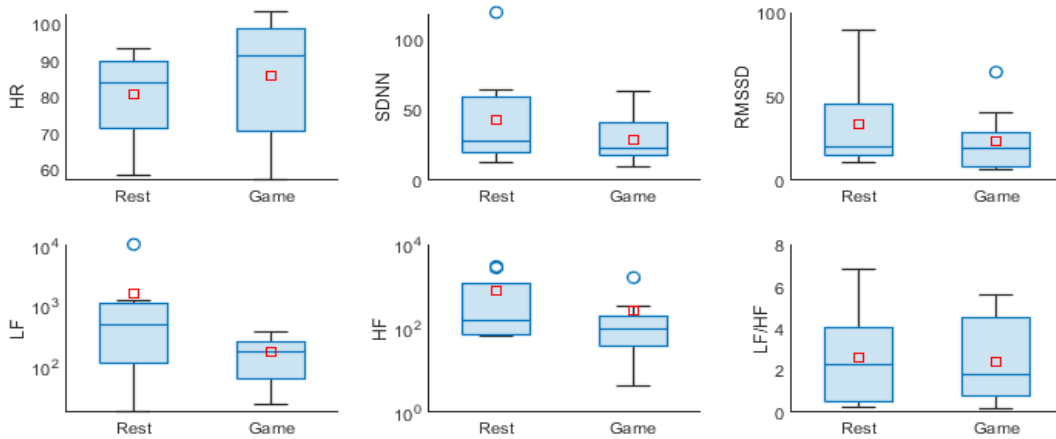 HR
100
90
80
70
60
Rest
Game
SDNN
100
50
0
Rest
Game
RMSSD
100
50
0
Rest
Game
LF
10^4
10^3
10^2
Rest
Game
HF
10^4
10^2
10^0
Rest
Game
LF/HF
8
6
4
2
0
Rest
Game